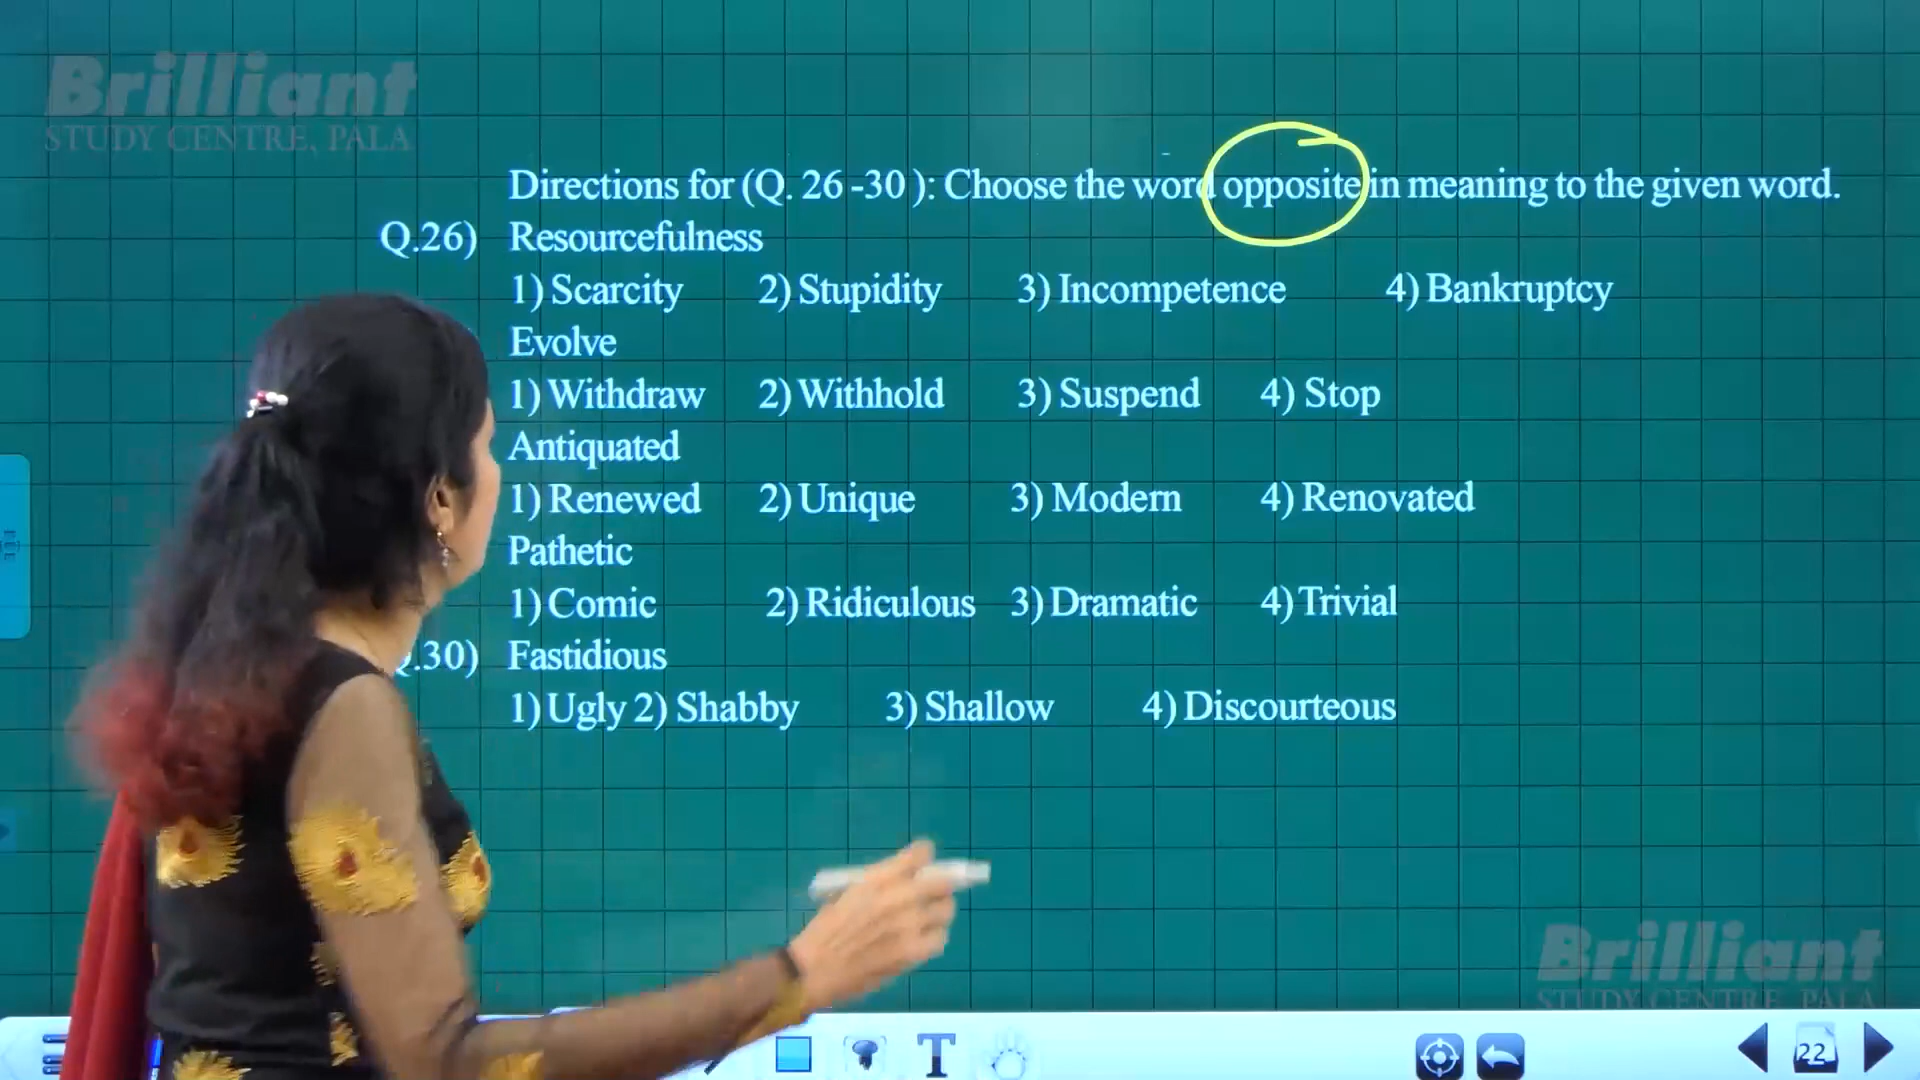 Brilliant
STUDY CENTRE, PALA
Directions for (Q. 26 -30 ): Choose the word opposite in meaning to the given word.
Q.26) Resourcefulness
1) Scarcity 2) Stupidity 3) Incompetence 4) Bankruptcy
Evolve
1) Withdraw 2) Withhold 3) Suspend 4) Stop
Antiquated
1) Renewed 2) Unique 3) Modern 4) Renovated
Pathetic
1) Comic 2) Ridiculous 3) Dramatic 4) Trivial
Q.30) Fastidious
1) Ugly 2) Shabby 3) Shallow 4) Discourteous
Brilliant
STUDY CENTRE, PALA
T
22